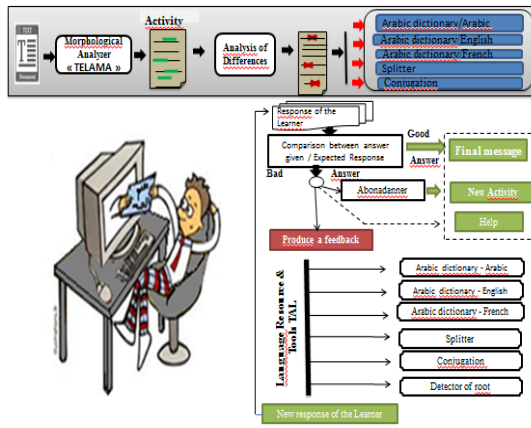 TEXT
Document
Morphological
Analyzer
« TELAMA »
Activity
Analysis of
Differences
Arabic dictionary/Arabic
Arabic dictionary/English
Arabic dictionary/French
Splitter
Conjugation
Response of the
Learner
Comparison between answer
given / Expected Response
Good
Answer
Bad
Answer
Final message
Abonadanner
New Activity
Help
Produce a feedback
Language Resource &
Tools TAL
Arabic dictionary - Arabic
Arabic dictionary - English
Arabic dictionary - French
Splitter
Conjugation
Detector of root
New response of the Learner